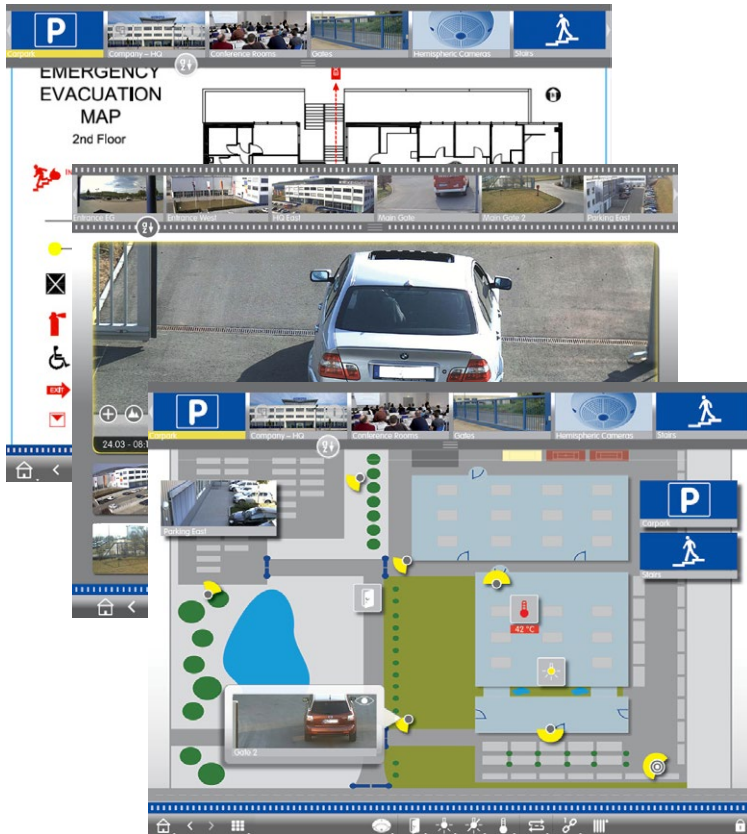 P
Carpark
Company – HQ
Conference Rooms
Gates
Hemispheric Cameras
Stairs
EMERGENCY
EVACUATION
MAP
2nd Floor
Entrance EG
Entrance West
HQ East
Main Gate
Main Gate 2
Parking East
EXIT
24.03 - 08:1
P
Carpark
Company – HQ
Conference Rooms
Gates
Hemispheric Cameras
Stairs
Parking East
P
Carpark
Stairs
42 °C
Gate 2